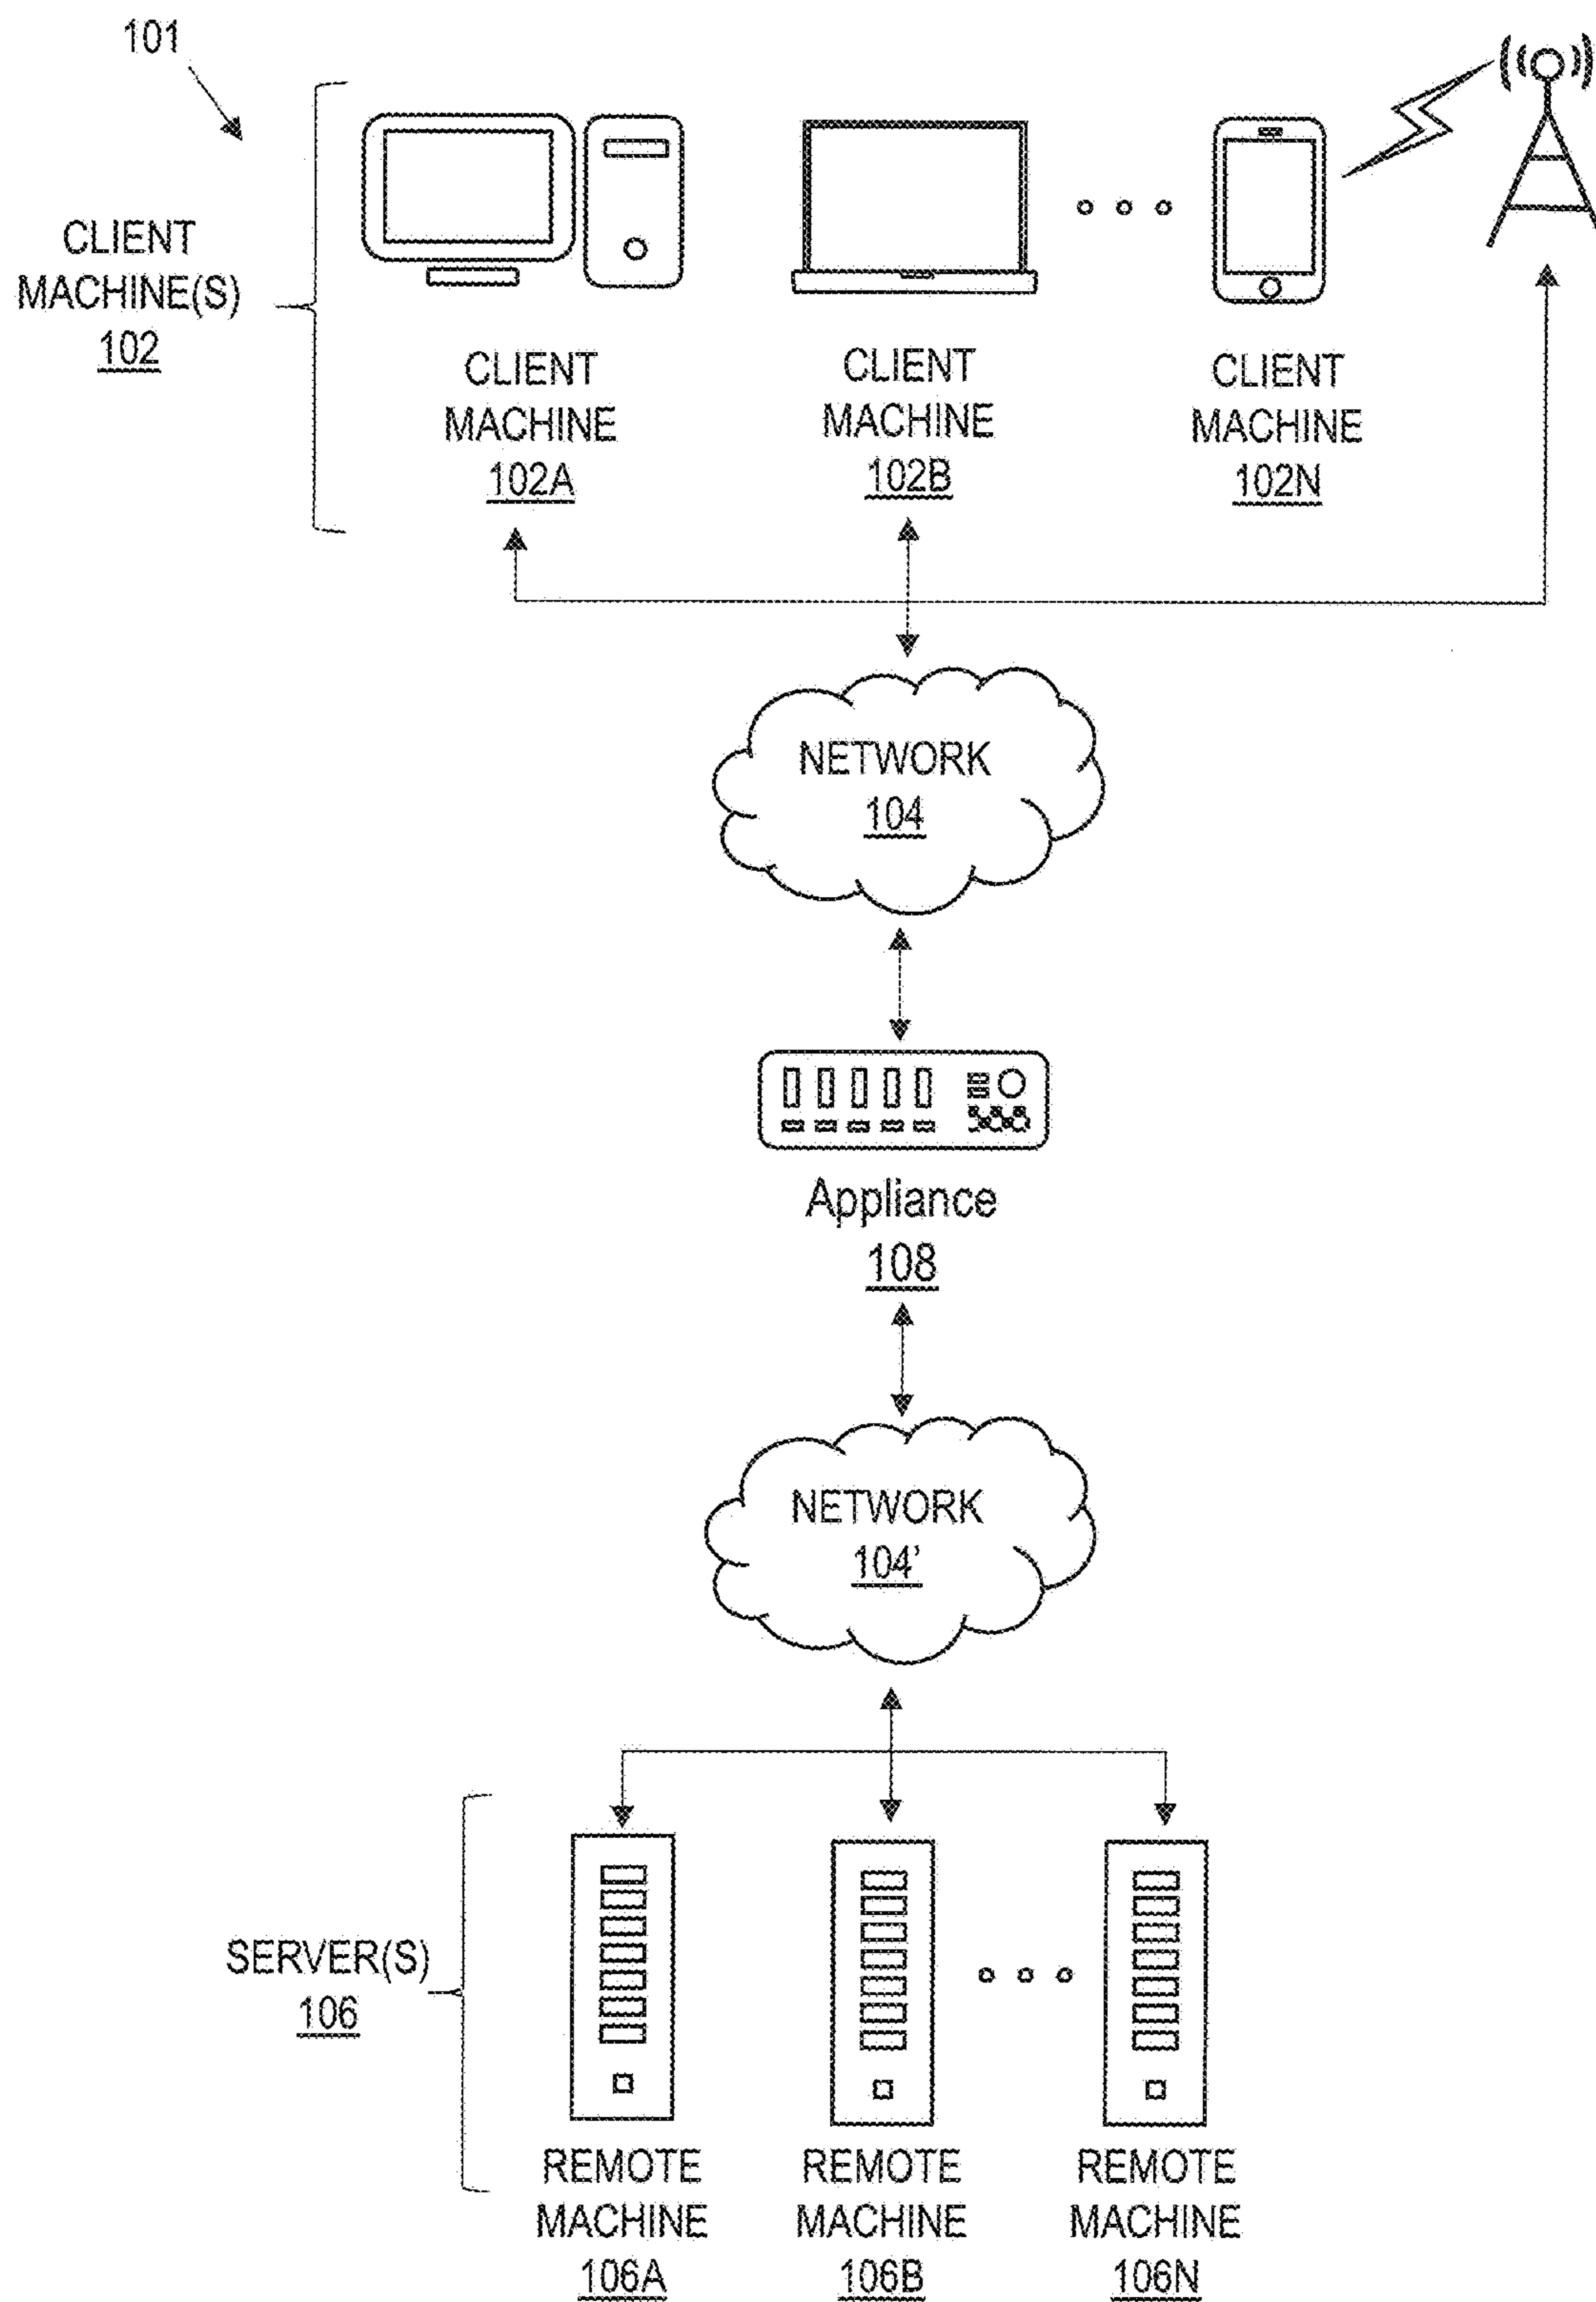 101
CLIENT
MACHINE(S)
102
CLIENT
MACHINE
102A
CLIENT
MACHINE
102B
CLIENT
MACHINE
102N
NETWORK
104
Appliance
108
NETWORK
104'
SERVER(S)
106
REMOTE
MACHINE
106A
REMOTE
MACHINE
106B
REMOTE
MACHINE
106N